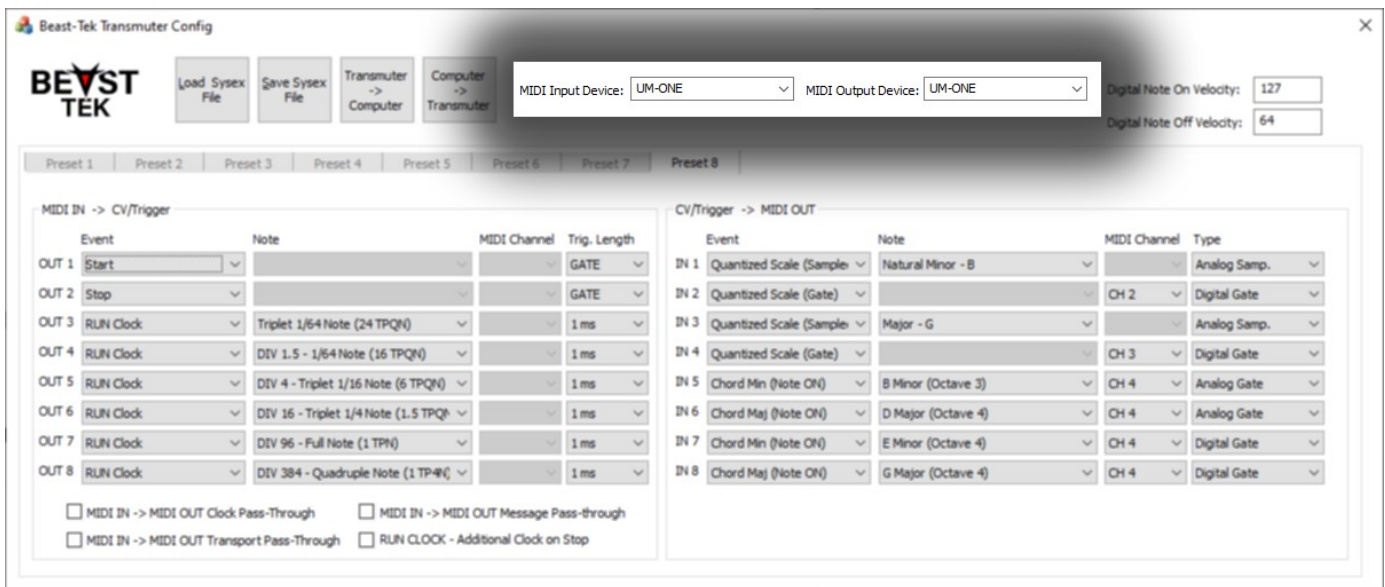 Beast-Tek Transmuter Config
BEAST TEK
Load Sysex File
Save Sysex File
Transmuter -> Computer
Computer -> Transmuter
MIDI Input Device: UM-ONE MIDI Output Device: UM-ONE
Digital Note On Velocity: 127
Digital Note Off Velocity: 64
Preset 1 Preset 2 Preset 3 Preset 4 Preset 5 Preset 6 Preset 7 Preset 8
MIDI IN -> CV/Trigger
Event Note MIDI Channel Trig. Length
OUT 1 Start GATE
OUT 2 Stop GATE
OUT 3 RUN Clock Triplet 1/64 Note (24 TPQN) 1 ms
OUT 4 RUN Clock DIV 1.5 - 1/64 Note (16 TPQN) 1 ms
OUT 5 RUN Clock DIV 4 - Triplet 1/16 Note (6 TPQN) 1 ms
OUT 6 RUN Clock DIV 16 - Triplet 1/4 Note (1.5 TPQN 1 ms
OUT 7 RUN Clock DIV 96 - Full Note (1 TPN) 1 ms
OUT 8 RUN Clock DIV 384 - Quadruple Note (1 TP4N) 1 ms
MIDI IN -> MIDI OUT Clock Pass-Through MIDI IN -> MIDI OUT Message Pass-through
MIDI IN -> MIDI OUT Transport Pass-Through RUN CLOCK - Additional Clock on Stop
CV/Trigger -> MIDI OUT
Event Note MIDI Channel Type
IN 1 Quantized Scale (Sample Natural Minor - B Analog Samp.
IN 2 Quantized Scale (Gate) CH 2 Digital Gate
IN 3 Quantized Scale (Sample Major - G Analog Samp.
IN 4 Quantized Scale (Gate) CH 3 Digital Gate
IN 5 Chord Min (Note ON) B Minor (Octave 3) CH 4 Analog Gate
IN 6 Chord Maj (Note ON) D Major (Octave 4) CH 4 Analog Gate
IN 7 Chord Min (Note ON) E Minor (Octave 4) CH 4 Digital Gate
IN 8 Chord Maj (Note ON) G Major (Octave 4) CH 4 Digital Gate